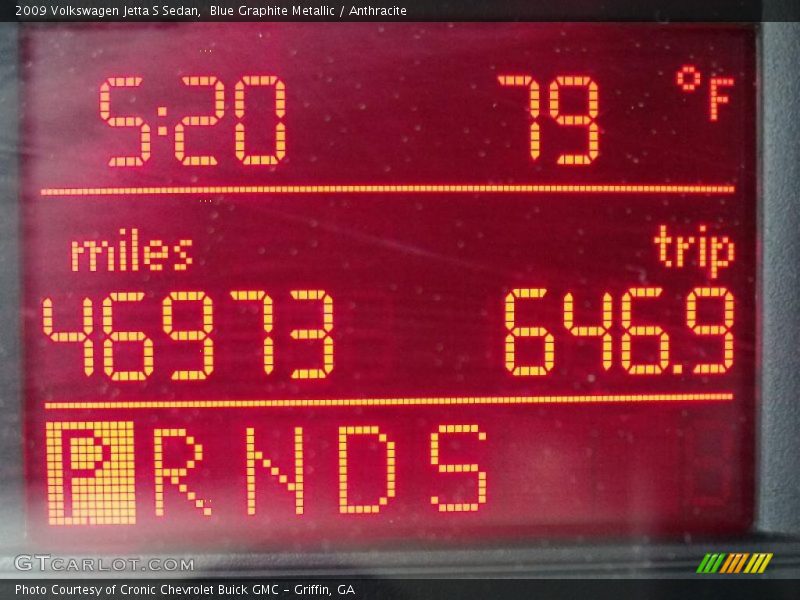 2009 Volkswagen Jetta S Sedan,  Blue Graphite Metallic / Anthracite
5:20 79 °F
miles trip
46973 646.9
P R N D S
GTCARLOT.COM
Photo Courtesy of Cronic Chevrolet Buick GMC - Griffin, GA